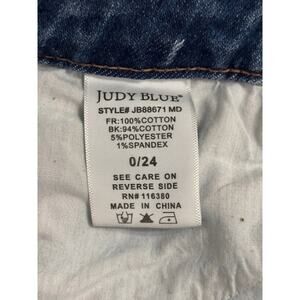 JUDY BLUE®
STYLE# JB88671 MD
FR:100%COTTON
BK:94%COTTON
5%POLYESTER
1%SPANDEX
0/24
SEE CARE ON
REVERSE SIDE
RN# 116380
MADE IN CHINA